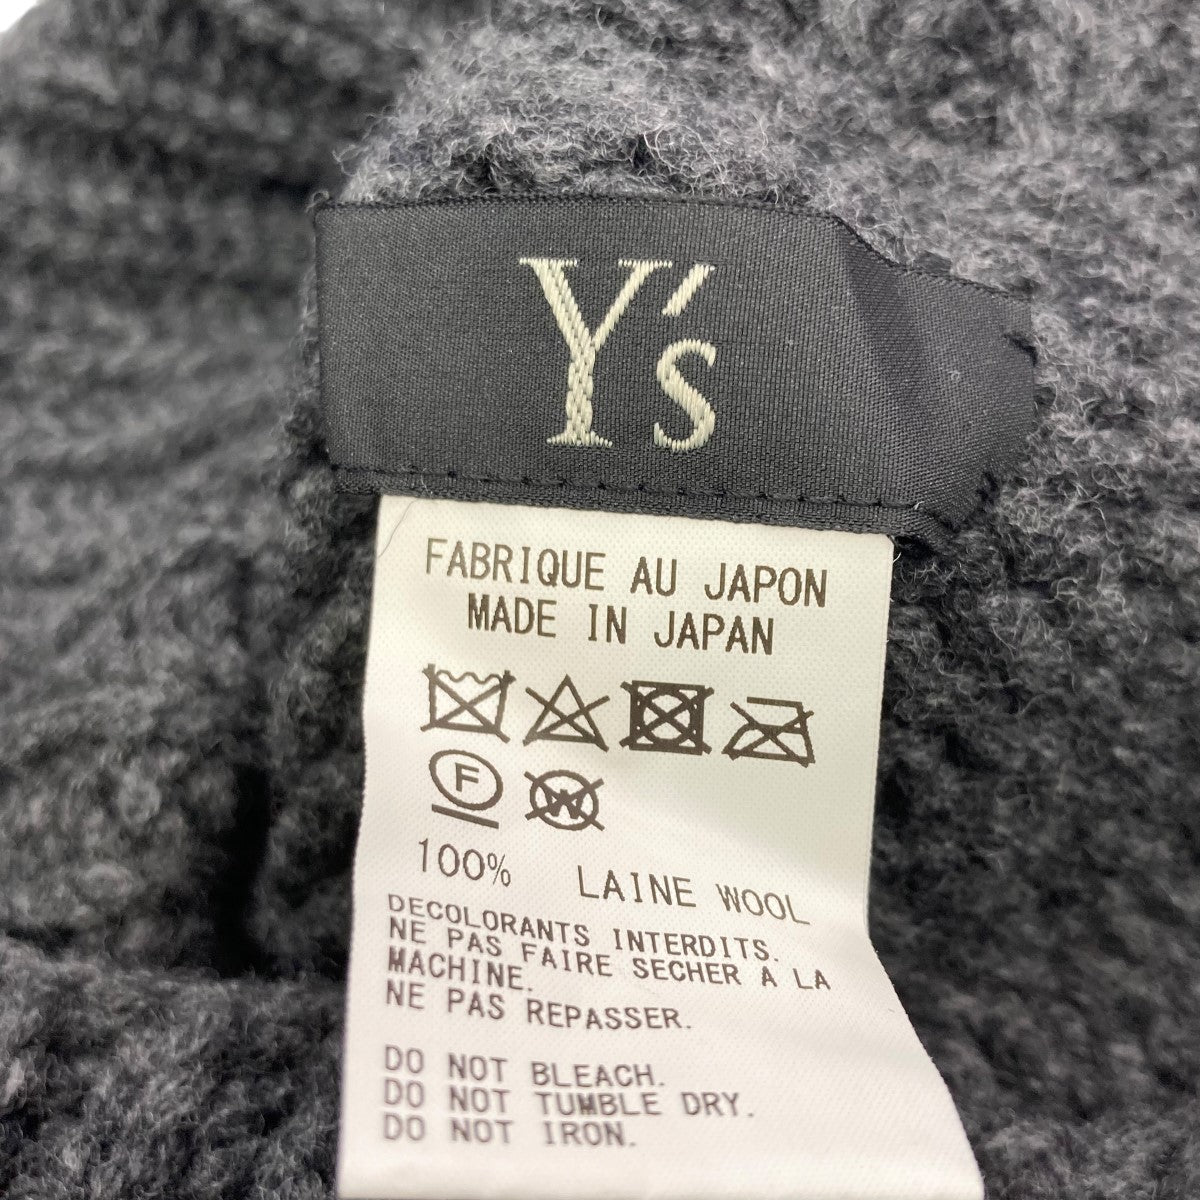 Y's
FABRIQUE AU JAPON
MADE IN JAPAN
F W
100% LAINE WOOL
DECOLORANTS INTERDITS.
NE PAS FAIRE SECHER A LA
MACHINE.
NE PAS REPASSER.
DO NOT BLEACH.
DO NOT TUMBLE DRY.
DO NOT IRON.